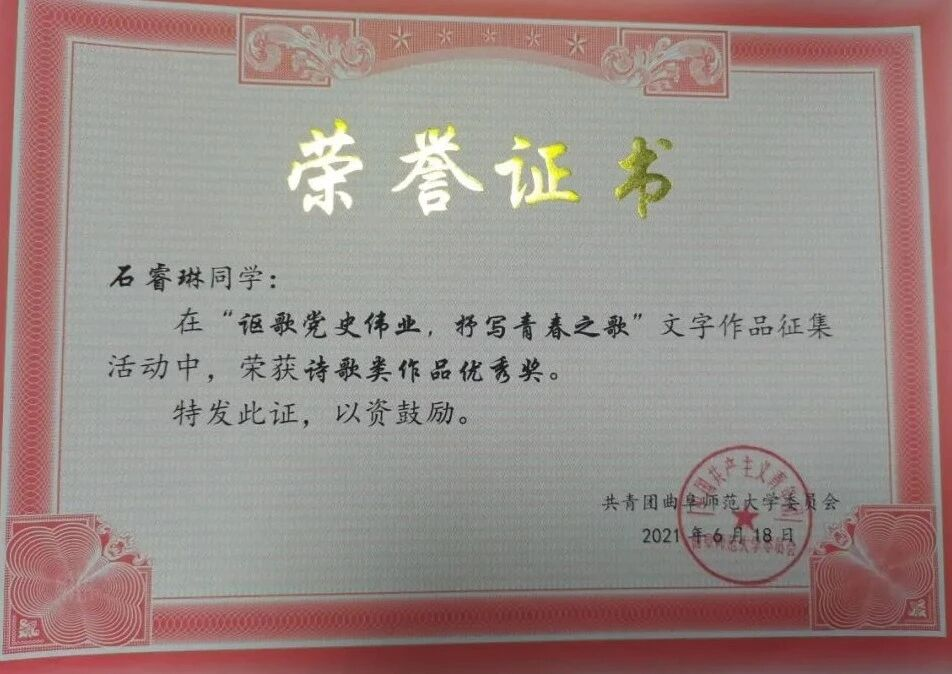 荣誉证书
石睿琳同学：
在“讴歌党史伟业，抒写青春之歌”文字作品征集
活动中，荣获诗歌类作品优秀奖。
特发此证，以资鼓励。
共青团曲阜师范大学委员会
2021年6月18日